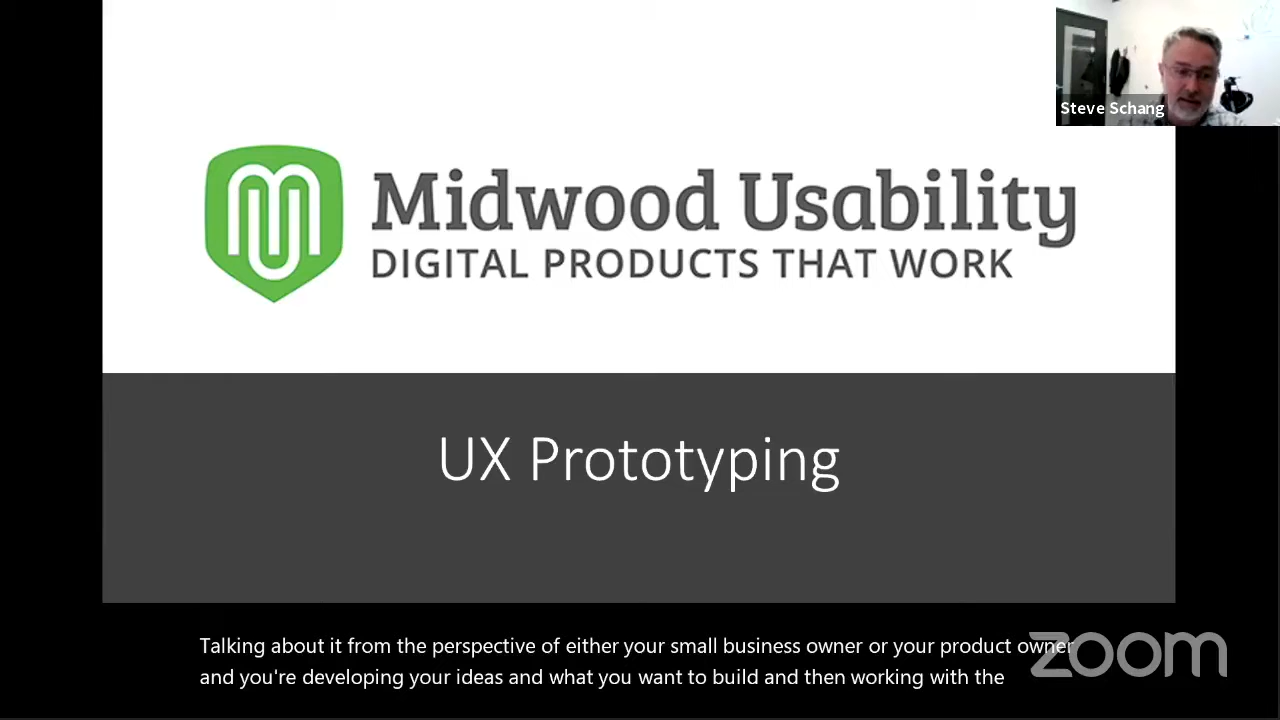 Steve Schang
Midwood Usability
DIGITAL PRODUCTS THAT WORK
UX Prototyping
Talking about it from the perspective of either your small business owner or your product owner
and you're developing your ideas and what you want to build and then working with the
zoom